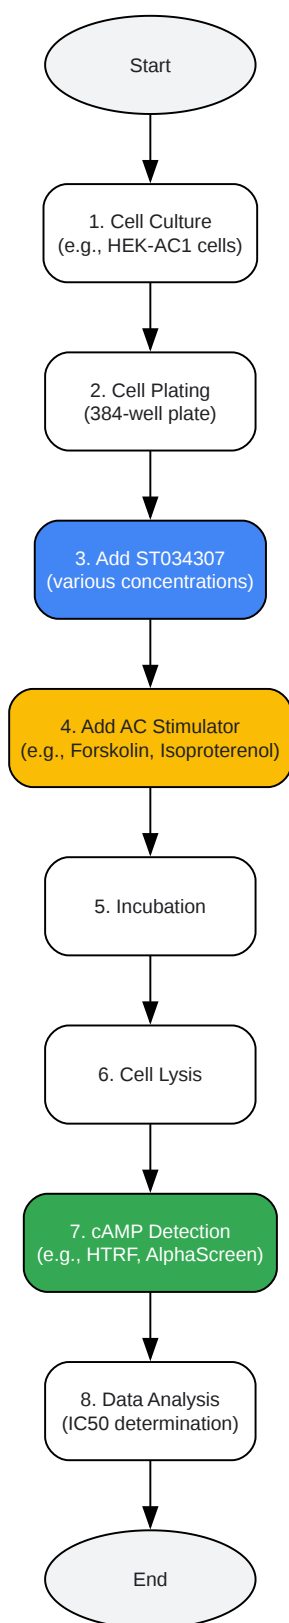 Start
1. Cell Culture
(e.g., HEK-AC1 cells)
2. Cell Plating
(384-well plate)
3. Add ST034307
(various concentrations)
4. Add AC Stimulator
(e.g., Forskolin, Isoproterenol)
5. Incubation
6. Cell Lysis
7. cAMP Detection
(e.g., HTRF, AlphaScreen)
8. Data Analysis
(IC50 determination)
End